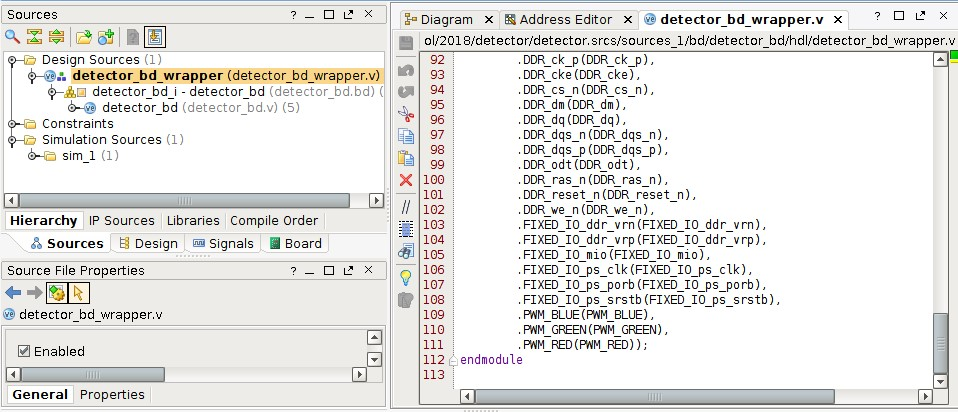 Sources
Design Sources (1)
detector_bd_wrapper (detector_bd_wrapper.v)
detector_bd_i - detector_bd (detector_bd.bd) (
detector_bd (detector_bd.v) (5)
Constraints
Simulation Sources (1)
sim_1 (1)
Hierarchy IP Sources Libraries Compile Order
Sources Design Signals Board
Source File Properties
detector_bd_wrapper.v
Enabled
General Properties
Diagram Address Editor detector_bd_wrapper.v
ol/2018/detector/detector.srcs/sources_1/bd/detector_bd/hdl/detector_bd_wrapper.v
92 .DDR_ck_p(DDR_ck_p),
93 .DDR_cke(DDR_cke),
94 .DDR_cs_n(DDR_cs_n),
95 .DDR_dm(DDR_dm),
96 .DDR_dq(DDR_dq),
97 .DDR_dqs_n(DDR_dqs_n),
98 .DDR_dqs_p(DDR_dqs_p),
99 .DDR_odt(DDR_odt),
100 .DDR_ras_n(DDR_ras_n),
101 .DDR_reset_n(DDR_reset_n),
102 .DDR_we_n(DDR_we_n),
103 .FIXED_IO_ddr_vrn(FIXED_IO_ddr_vrn),
104 .FIXED_IO_ddr_vrp(FIXED_IO_ddr_vrp),
105 .FIXED_IO_mio(FIXED_IO_mio),
106 .FIXED_IO_ps_clk(FIXED_IO_ps_clk),
107 .FIXED_IO_ps_porb(FIXED_IO_ps_porb),
108 .FIXED_IO_ps_srstb(FIXED_IO_ps_srstb),
109 .PWM_BLUE(PWM_BLUE),
110 .PWM_GREEN(PWM_GREEN),
111 .PWM_RED(PWM_RED));
112 endmodule
113